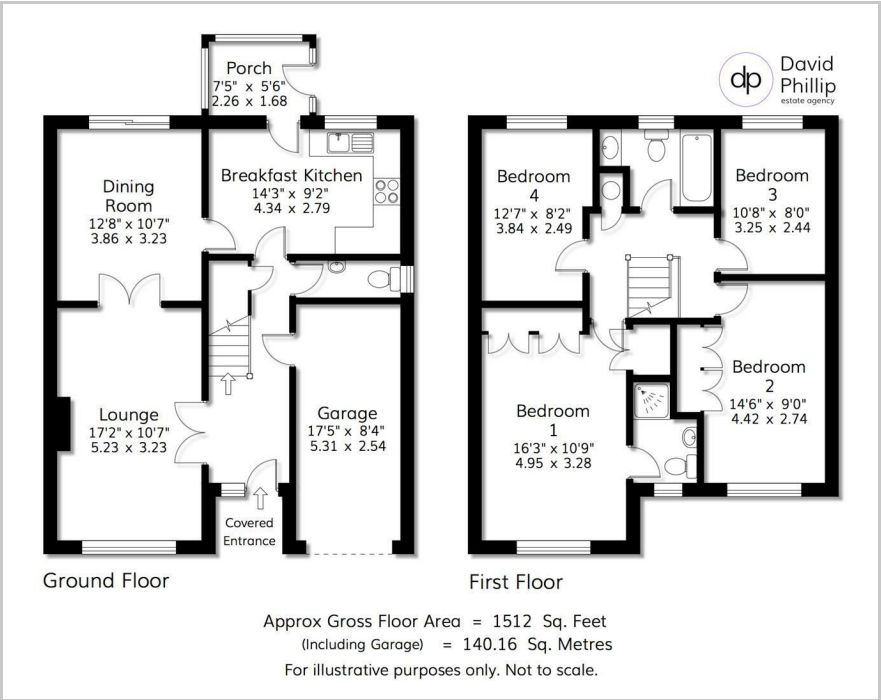 David
Phillip
estate agency
dp
Porch
7'5" x 5'6"
2.26 x 1.68
Dining
Room
12'8" x 10'7"
3.86 x 3.23
Breakfast Kitchen
14'3" x 9'2"
4.34 x 2.79
Lounge
17'2" x 10'7"
5.23 x 3.23
Garage
17'5" x 8'4"
5.31 x 2.54
Covered
Entrance
Ground Floor
Bedroom
4
12'7" x 8'2"
3.84 x 2.49
Bedroom
3
10'8" x 8'0"
3.25 x 2.44
Bedroom
2
14'6" x 9'0"
4.42 x 2.74
Bedroom
1
16'3" x 10'9"
4.95 x 3.28
First Floor
Approx Gross Floor Area = 1512 Sq. Feet
(Including Garage) = 140.16 Sq. Metres
For illustrative purposes only. Not to scale.